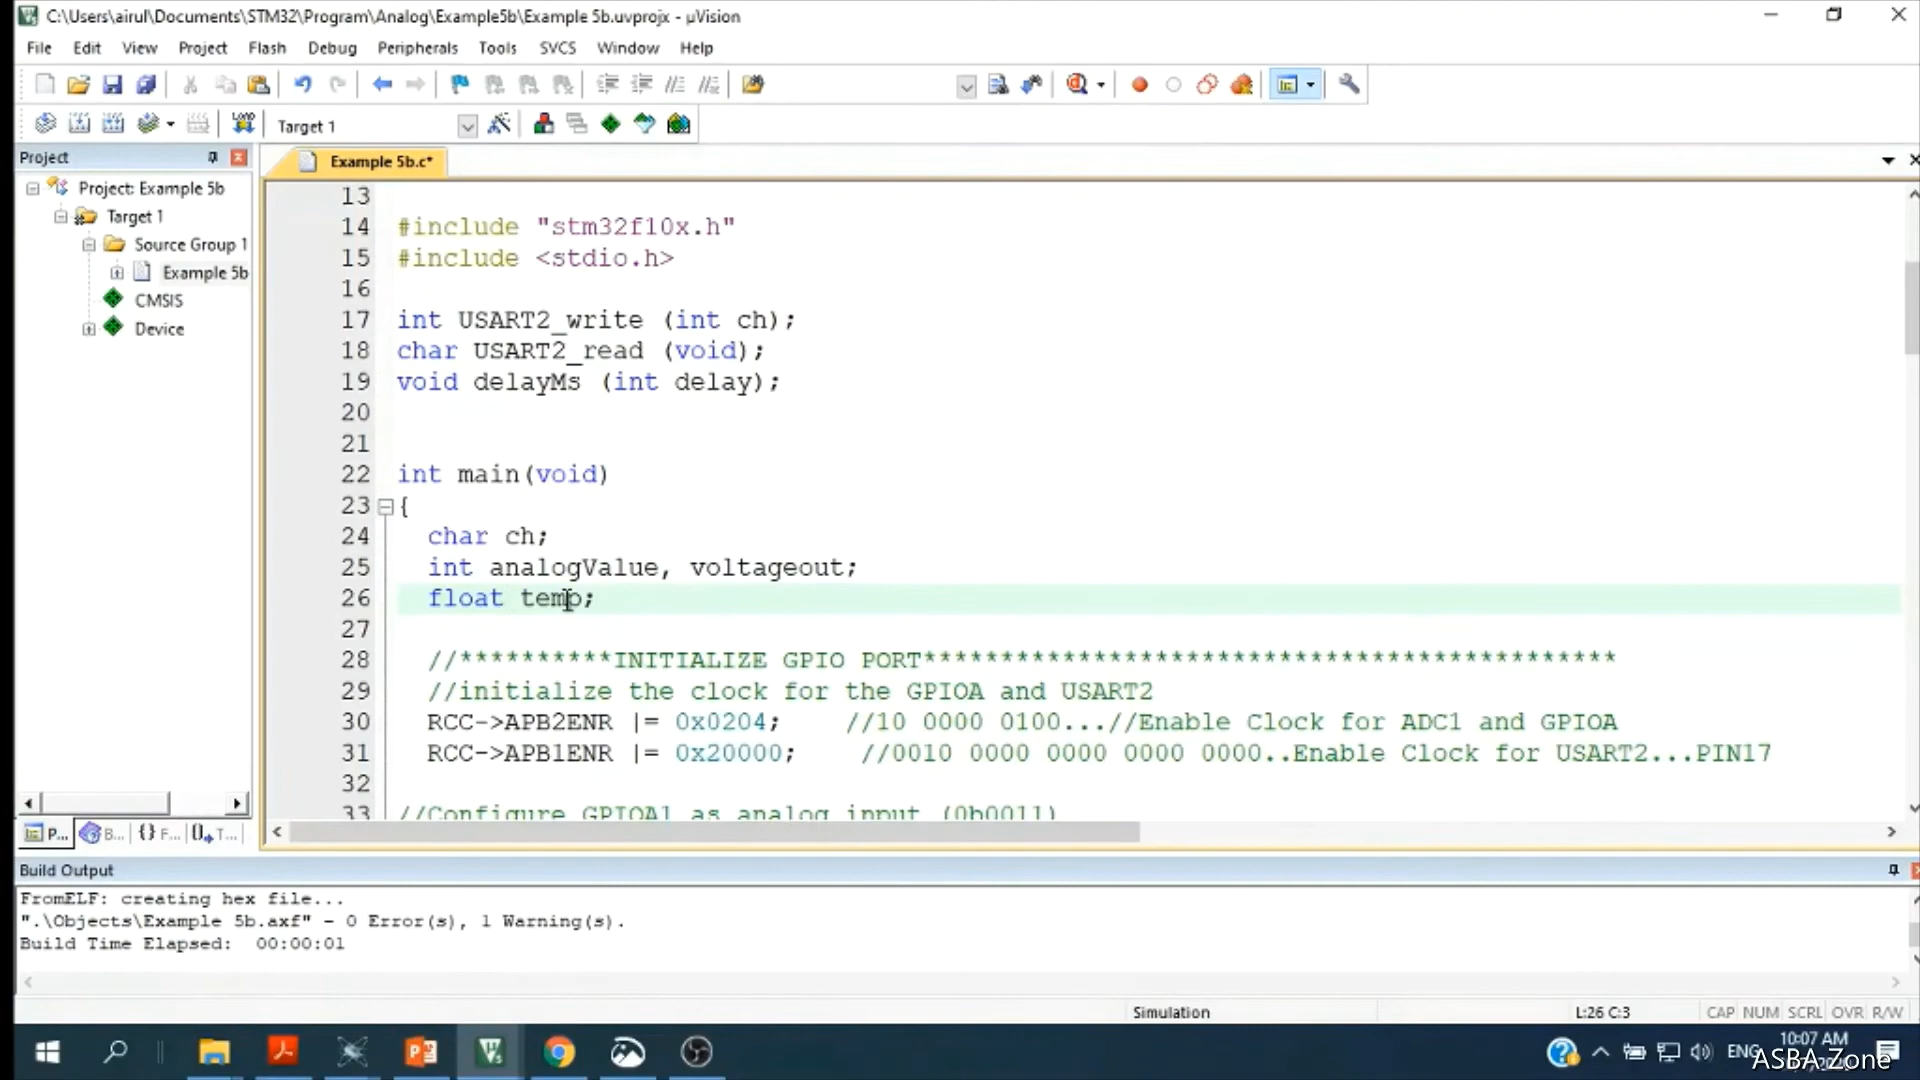 C:\Users\airul\Documents\STM32\Program\Analog\Example5b\Example 5b.uvprojx - µVision
File Edit View Project Flash Debug Peripherals Tools SVCS Window Help
Target 1
Project
Example 5b.c*
Project: Example 5b
Target 1
Source Group 1
Example 5b
CMSIS
Device
13
14 #include "stm32f10x.h"
15 #include <stdio.h>
16
17 int USART2_write (int ch);
18 char USART2_read (void);
19 void delayMs (int delay);
20
21
22 int main(void)
23 {
24 char ch;
25 int analogValue, voltageout;
26 float temp;
27
28 //**********INITIALIZE GPIO PORT*********************************************
29 //initialize the clock for the GPIOA and USART2
30 RCC->APB2ENR |= 0x0204; //10 0000 0100...//Enable Clock for ADC1 and GPIOA
31 RCC->APB1ENR |= 0x20000; //0010 0000 0000 0000 0000..Enable Clock for USART2...PIN17
32
33 //Configure GPIOA1 as analog input (0b0011)
P... B... {} F... T...
Build Output
FromELF: creating hex file...
".\Objects\Example 5b.axf" - 0 Error(s), 1 Warning(s).
Build Time Elapsed: 00:00:01
Simulation L:26 C:3 CAP NUM SCRL OVR R/W
ENG 10:07 AM
ASBA Zone